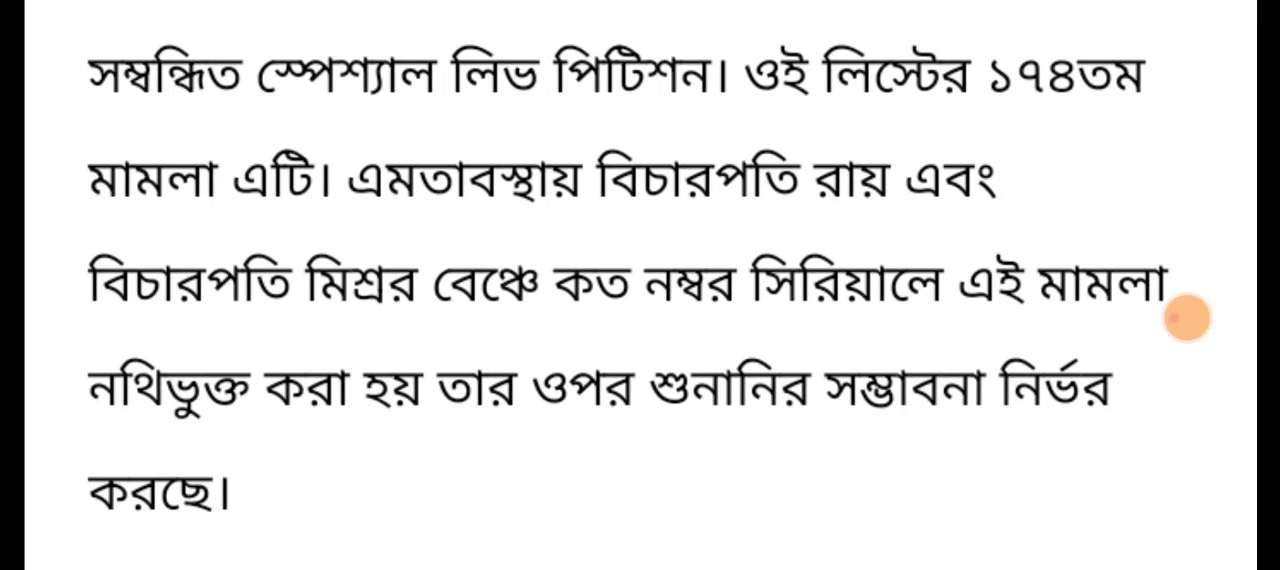 সম্বন্ধিত স্পেশ্যাল লিভ পিটিশন। ওই লিস্টের ১৭৪তম
মামলা এটি। এমতাবস্থায় বিচারপতি রায় এবং
বিচারপতি মিশ্রর বেঞ্চে কত নম্বর সিরিয়ালে এই মামলা
নথিভুক্ত করা হয় তার ওপর শুনানির সম্ভাবনা নির্ভর
করছে।